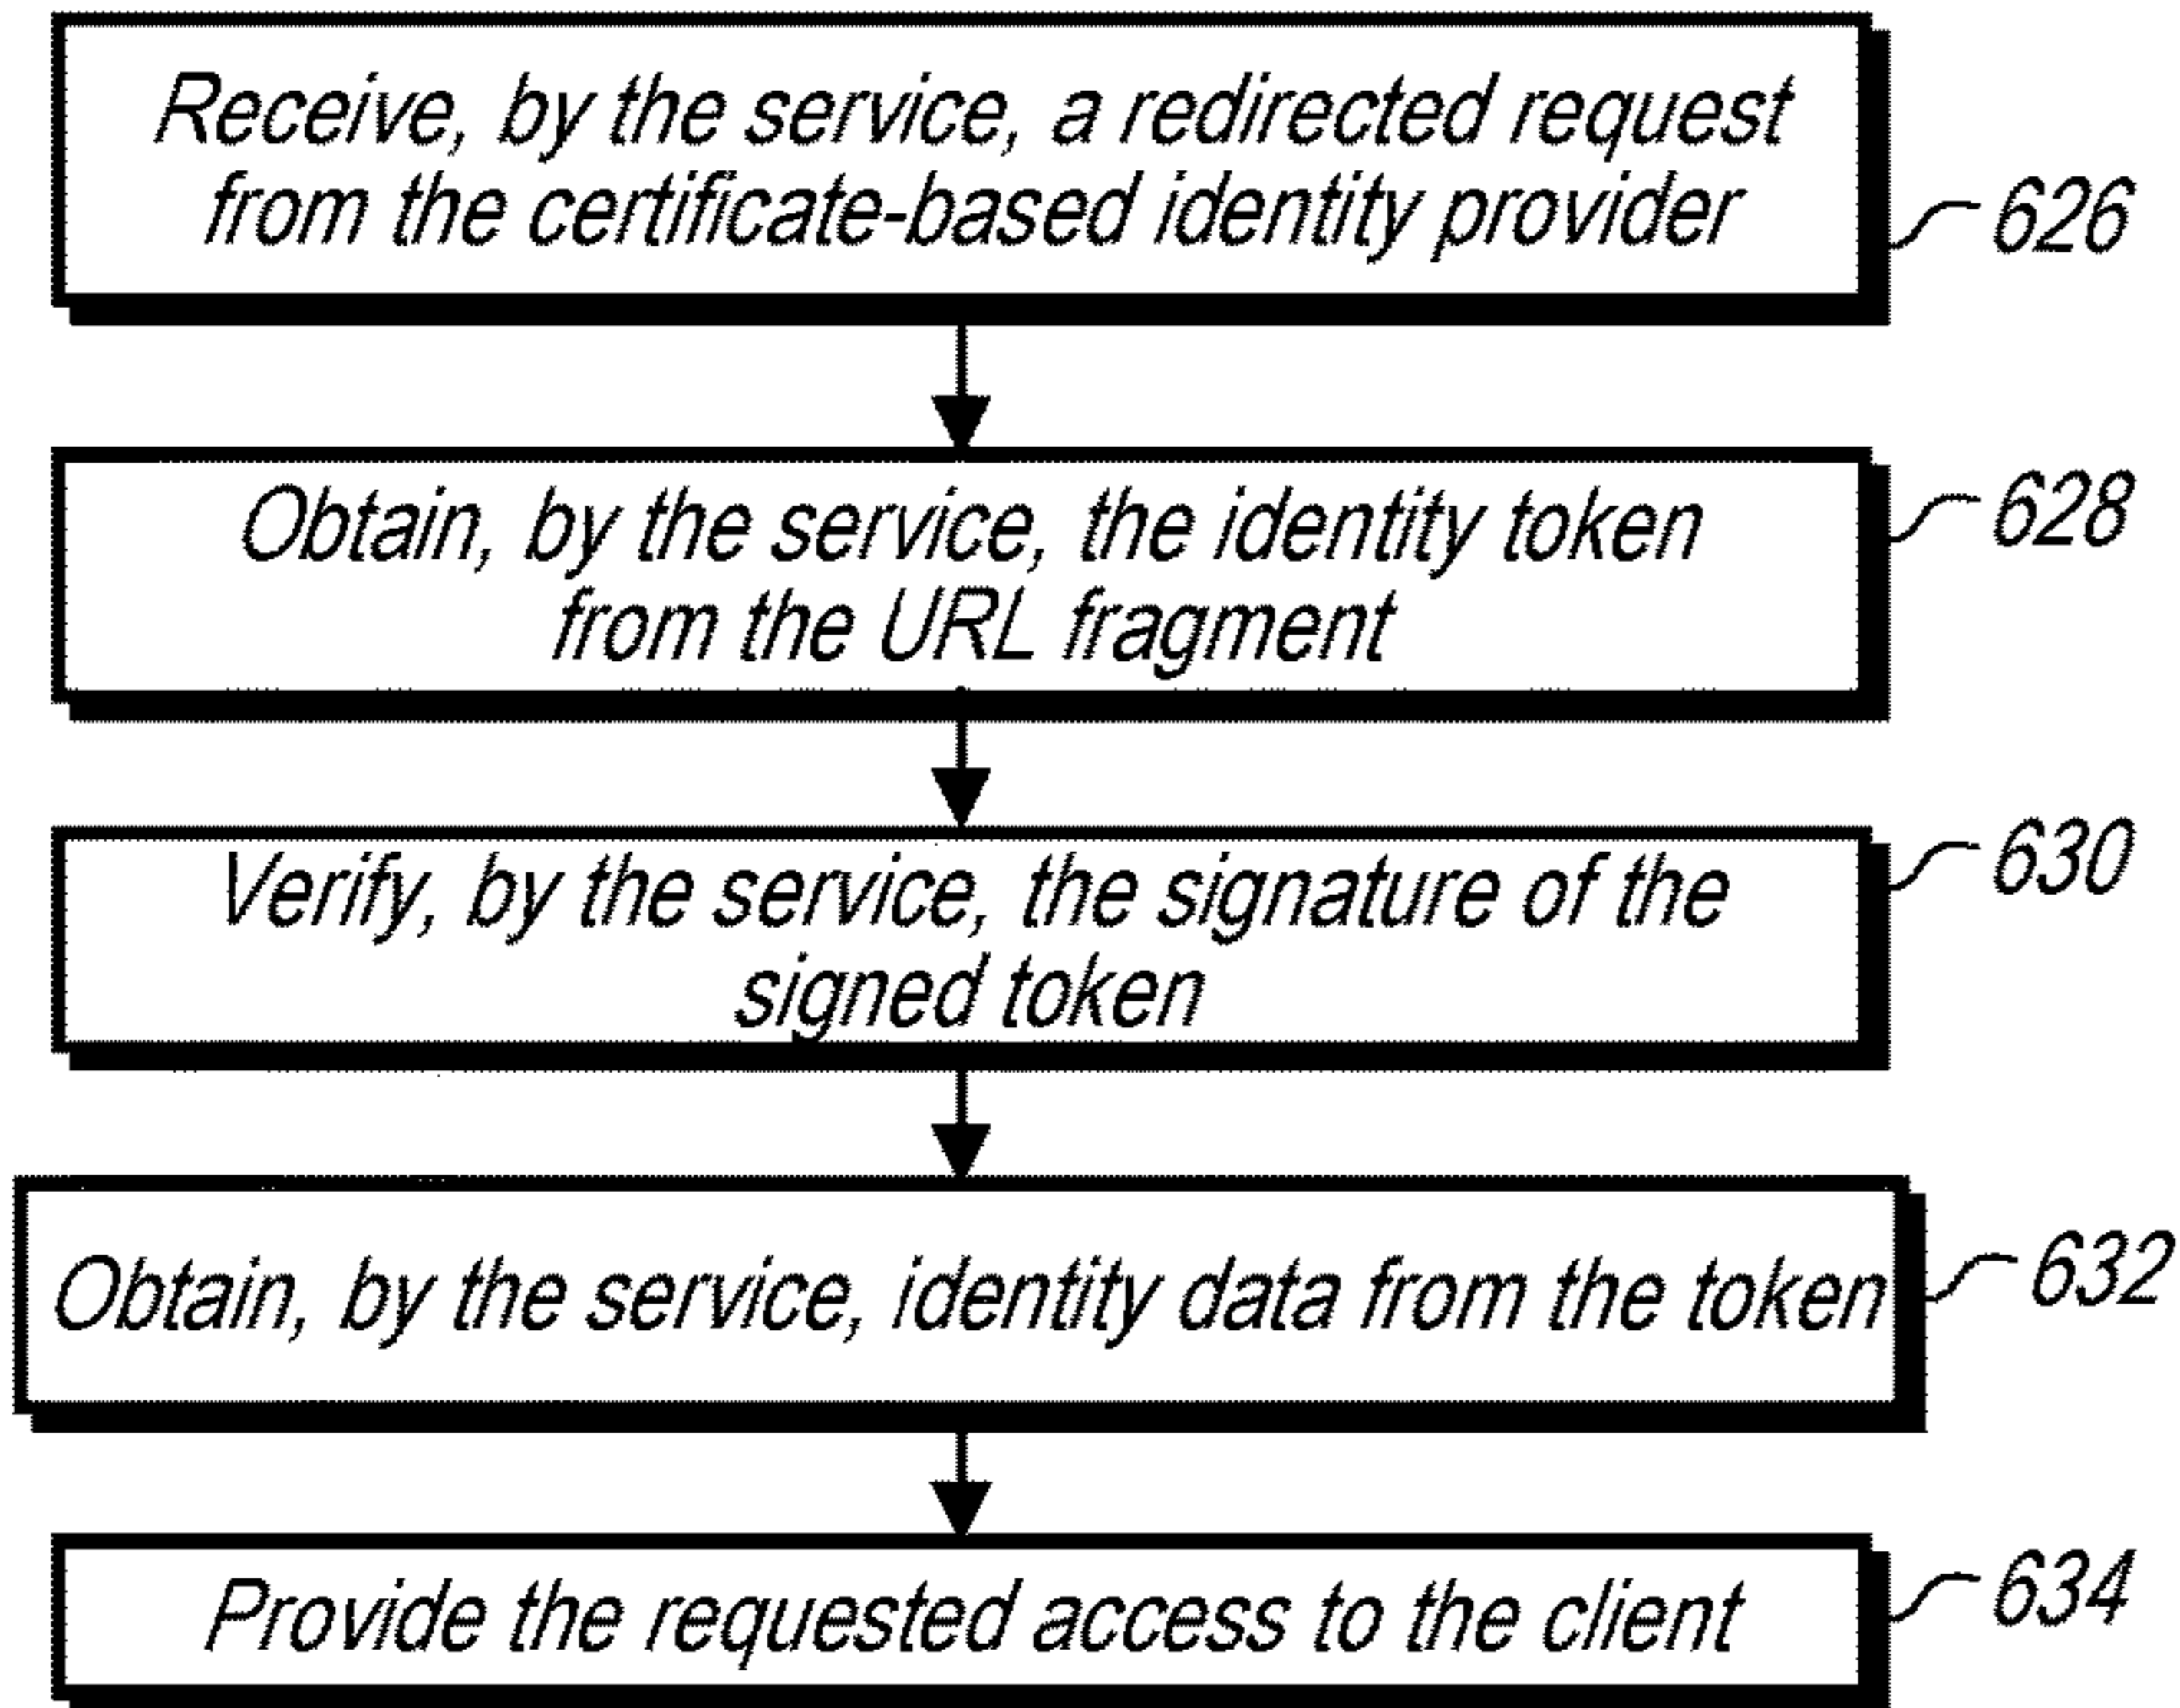 Receive, by the service, a redirected request
from the certificate-based identity provider
626
Obtain, by the service, the identity token
from the URL fragment
628
Verify, by the service, the signature of the
signed token
630
Obtain, by the service, identity data from the token
632
Provide the requested access to the client
634